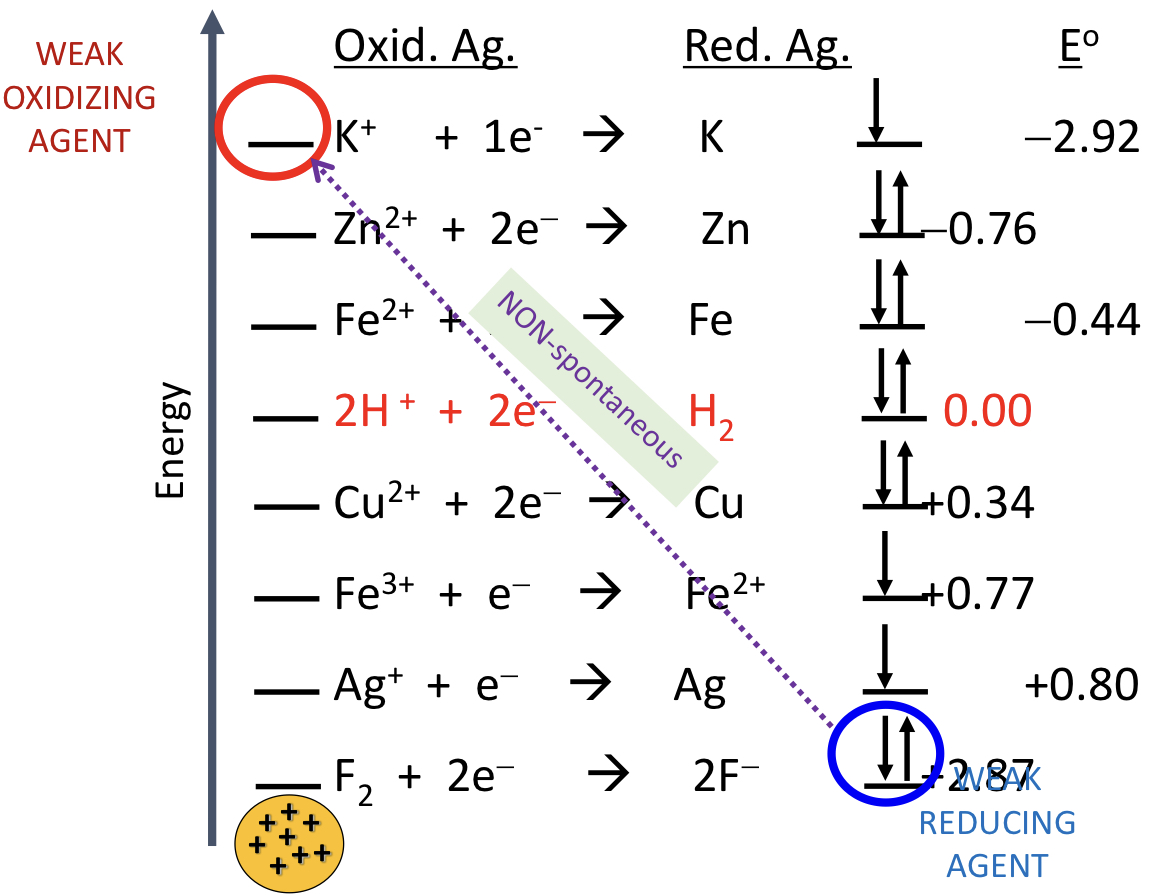 WEAK
OXIDIZING
AGENT
Oxid. Ag. Red. Ag. Eº
K⁺ + 1e⁻ → K −2.92
Zn²⁺ + 2e⁻ → Zn −0.76
Fe²⁺ + → Fe −0.44
NON-spontaneous
2H⁺ + 2e⁻ H₂ 0.00
Energy
Cu²⁺ + 2e⁻ → Cu +0.34
Fe³⁺ + e⁻ → Fe²⁺ +0.77
Ag⁺ + e⁻ → Ag +0.80
F₂ + 2e⁻ → 2F⁻ +2.87
WEAK
REDUCING
AGENT
+ + + + + + + +